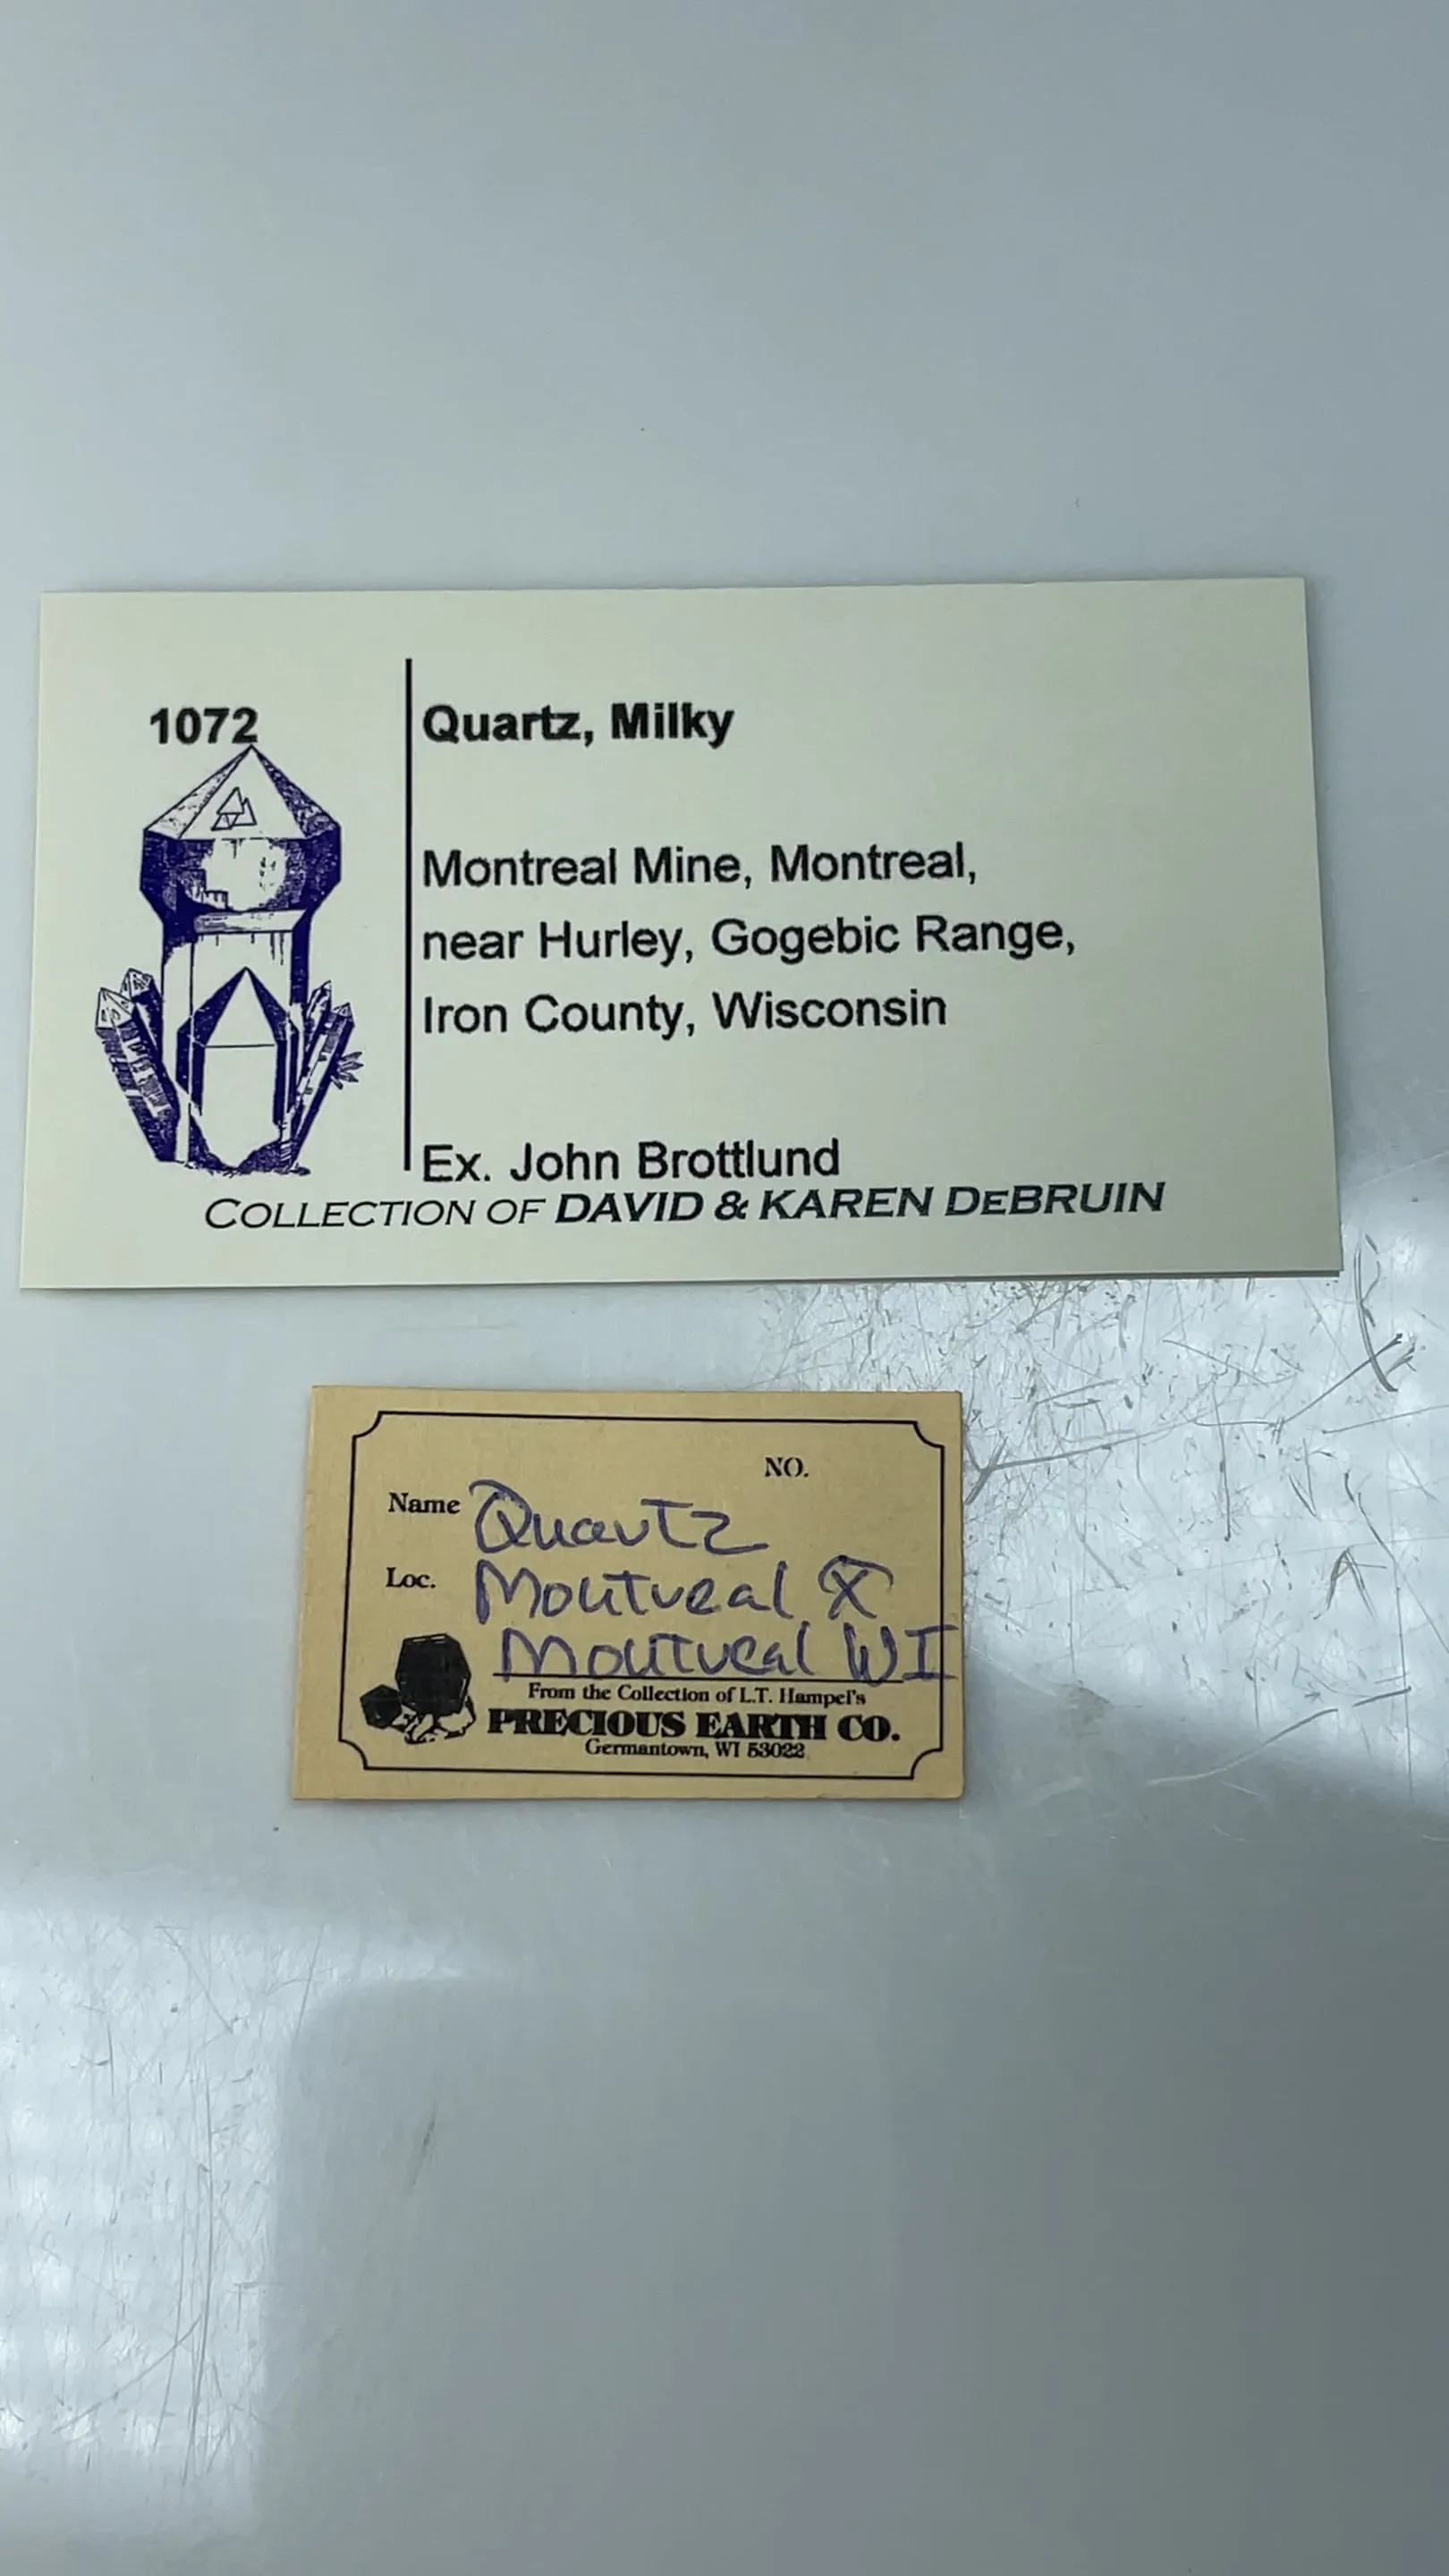 1072
Quartz, Milky
Montreal Mine, Montreal,
near Hurley, Gogebic Range,
Iron County, Wisconsin
Ex. John Brottlund
COLLECTION OF DAVID & KAREN DEBRUIN
NO.
Name Quartz
Loc. Montreal ⚒
Montreal WI
From the Collection of L.T. Hampel's
PRECIOUS EARTH CO.
Germantown, WI 53022